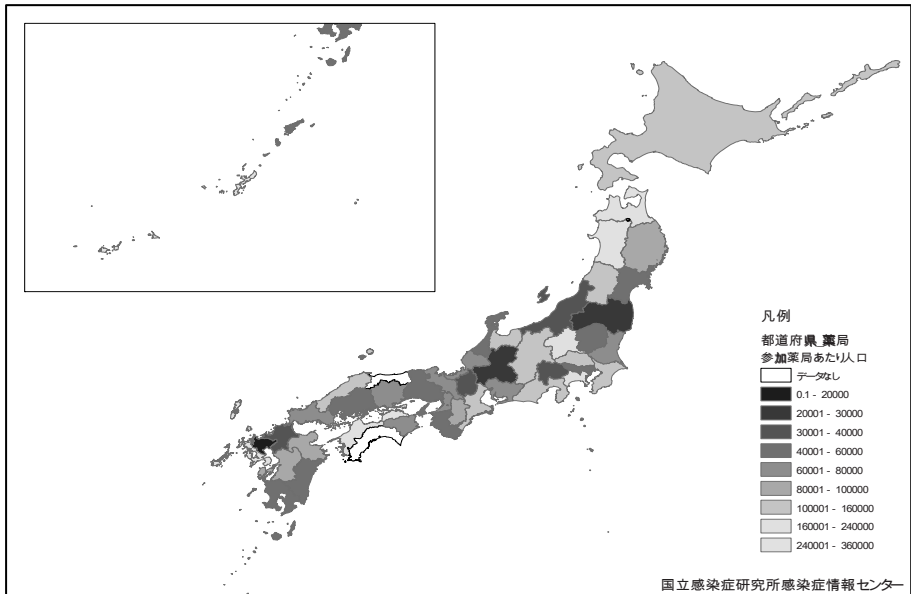 凡例
都道府県_薬局
参加薬局あたり人口
データなし
0.1 - 20000
20001 - 30000
30001 - 40000
40001 - 60000
60001 - 80000
80001 - 100000
100001 - 160000
160001 - 240000
240001 - 360000
国立感染症研究所感染症情報センター